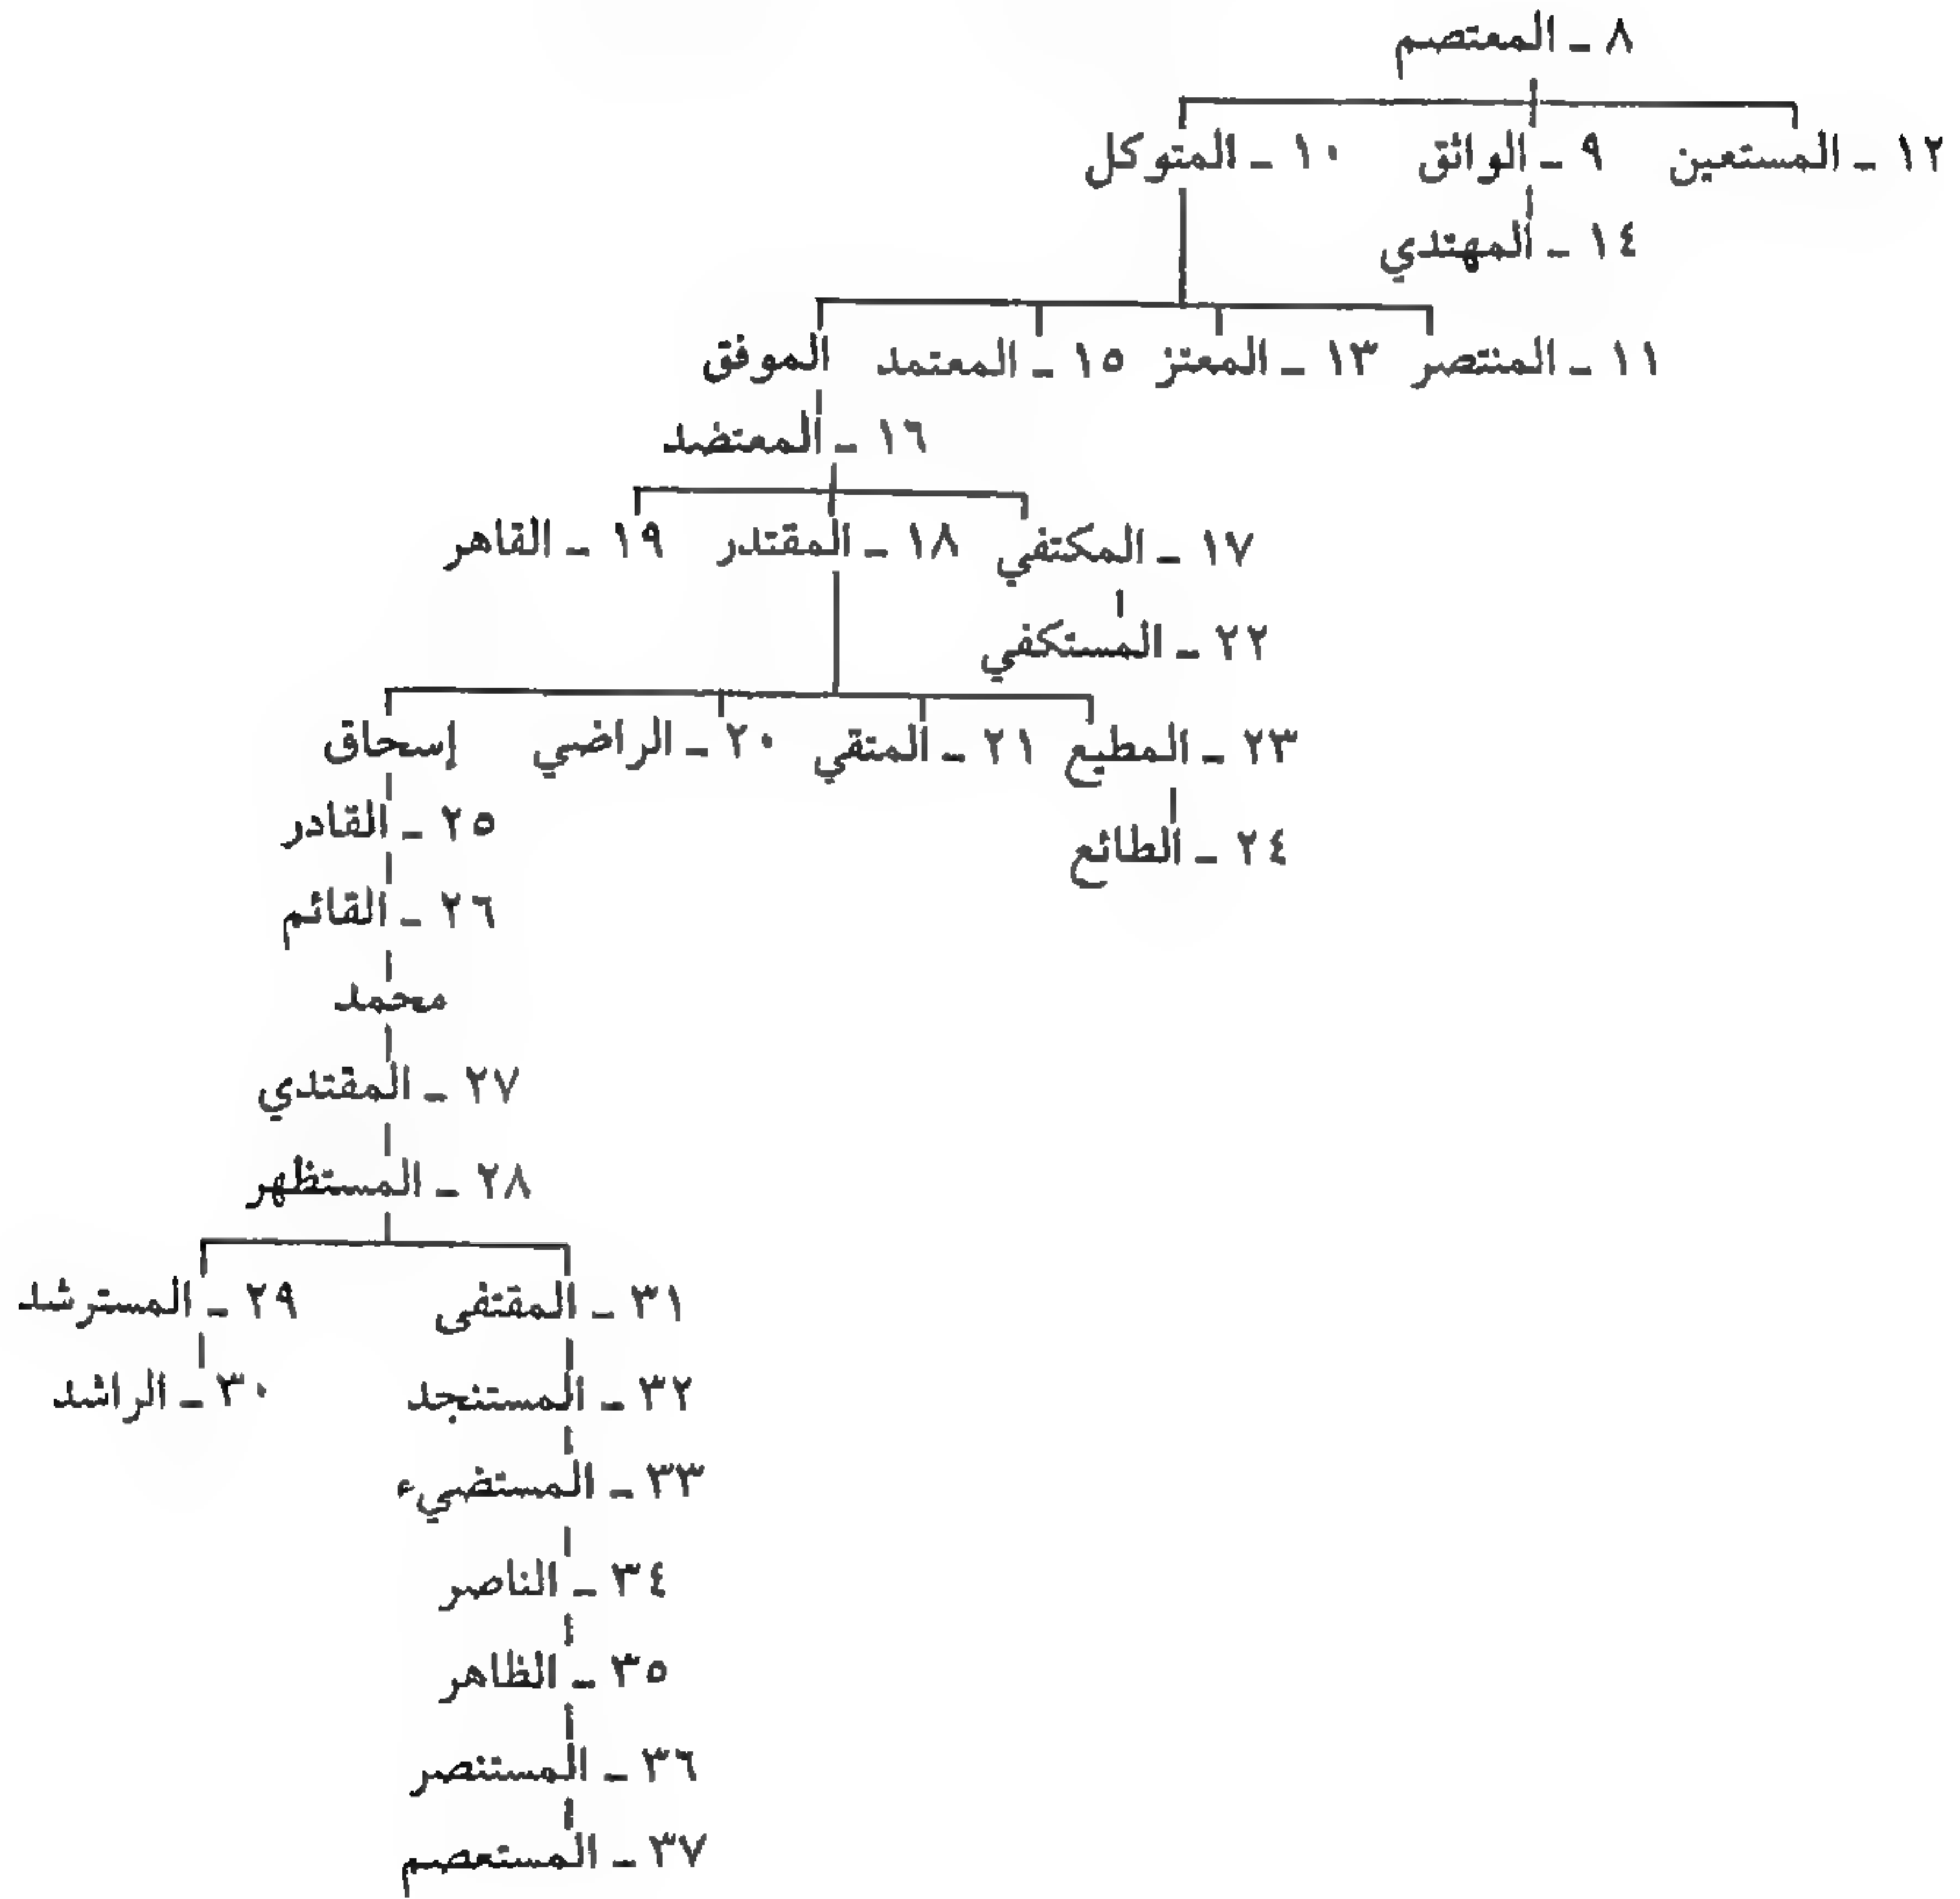 ٨ ـ المعتصم
١٢ ـ المستعين ٩ ـ الواثق ١٠ ـ المتوكل
١٤ ـ المهتدي
١١ ـ المنتصر ١٣ ـ المعتز ١٥ ـ المعتمد الموفق
١٦ ـ المعتضد
١٧ ـ المكتفي ١٨ ـ المقتدر ١٩ ـ القاهر
٢٢ ـ المستكفي
٢٣ ـ المطيع ٢١ ـ المتقي ٢٠ ـ الراضي إسحاق
٢٥ ـ القادر
٢٤ ـ الطائع
٢٦ ـ القائم
محمد
٢٧ ـ المقتدي
٢٨ ـ المستظهر
٣١ ـ المقتفى ٢٩ ـ المسترشد
٣٢ ـ المستنجد ٣٠ ـ الراشد
٣٣ ـ المستضيء
٣٤ ـ الناصر
٣٥ ـ الظاهر
٣٦ ـ المستنصر
٣٧ ـ المستعصم